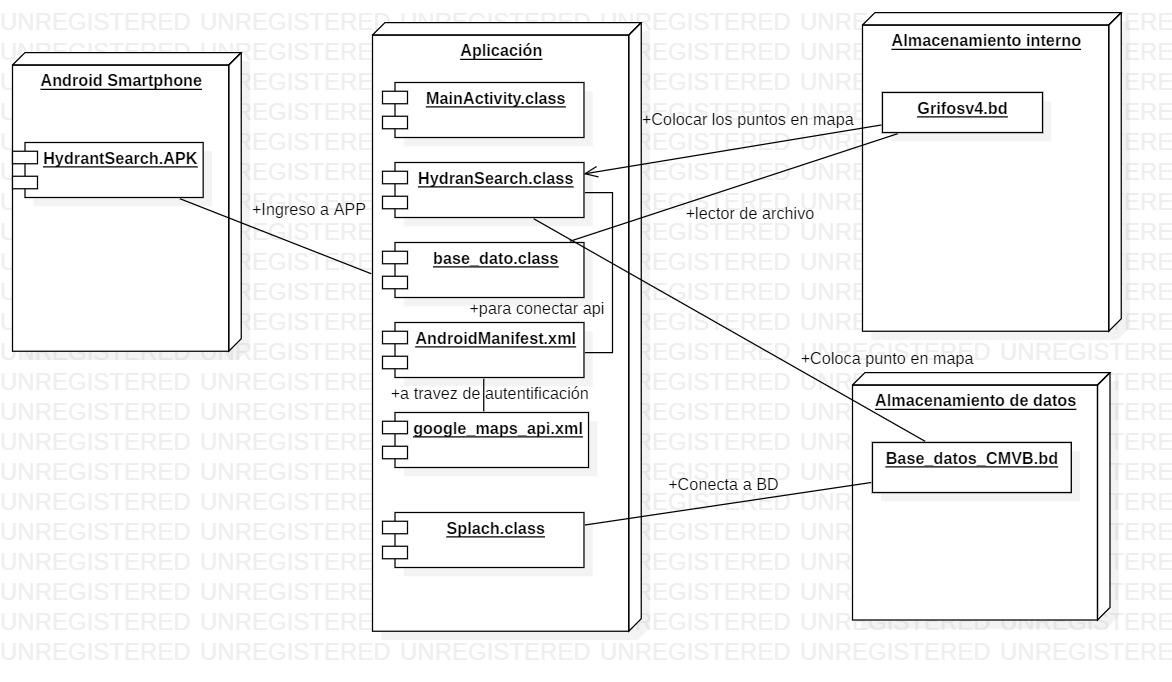 Android Smartphone
HydrantSearch.APK
+Ingreso a APP
Aplicación
MainActivity.class
HydranSearch.class
base_dato.class
+para conectar api
AndroidManifest.xml
+a travez de autentificación
google_maps_api.xml
Splach.class
+Colocar los puntos en mapa
+lector de archivo
+Coloca punto en mapa
+Conecta a BD
Almacenamiento interno
Grifosv4.bd
Almacenamiento de datos
Base_datos_CMVB.bd
UNREGISTERED